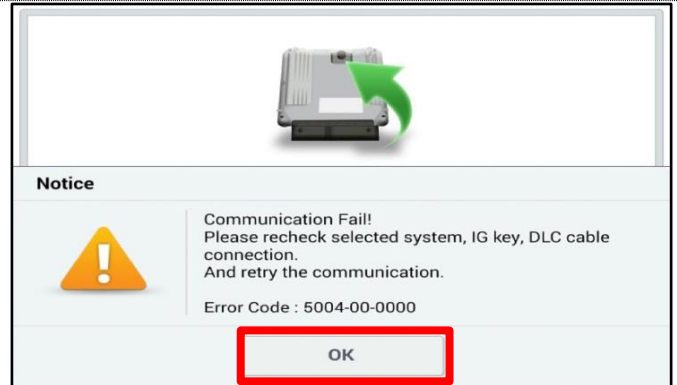 Notice
Communication Fail!
Please recheck selected system, IG key, DLC cable
connection.
And retry the communication.
Error Code : 5004-00-0000
OK